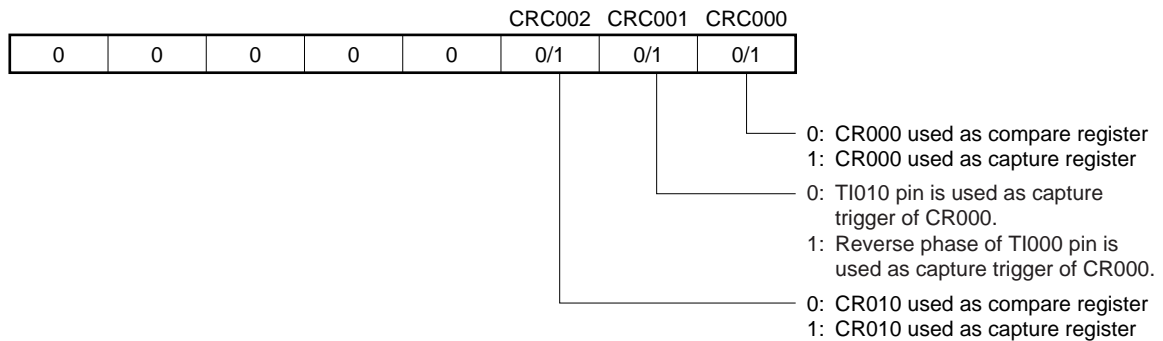 CRC002 CRC001 CRC000
0 0 0 0 0 0/1 0/1 0/1
0: CR000 used as compare register
1: CR000 used as capture register
0: TI010 pin is used as capture
trigger of CR000.
1: Reverse phase of TI000 pin is
used as capture trigger of CR000.
0: CR010 used as compare register
1: CR010 used as capture register